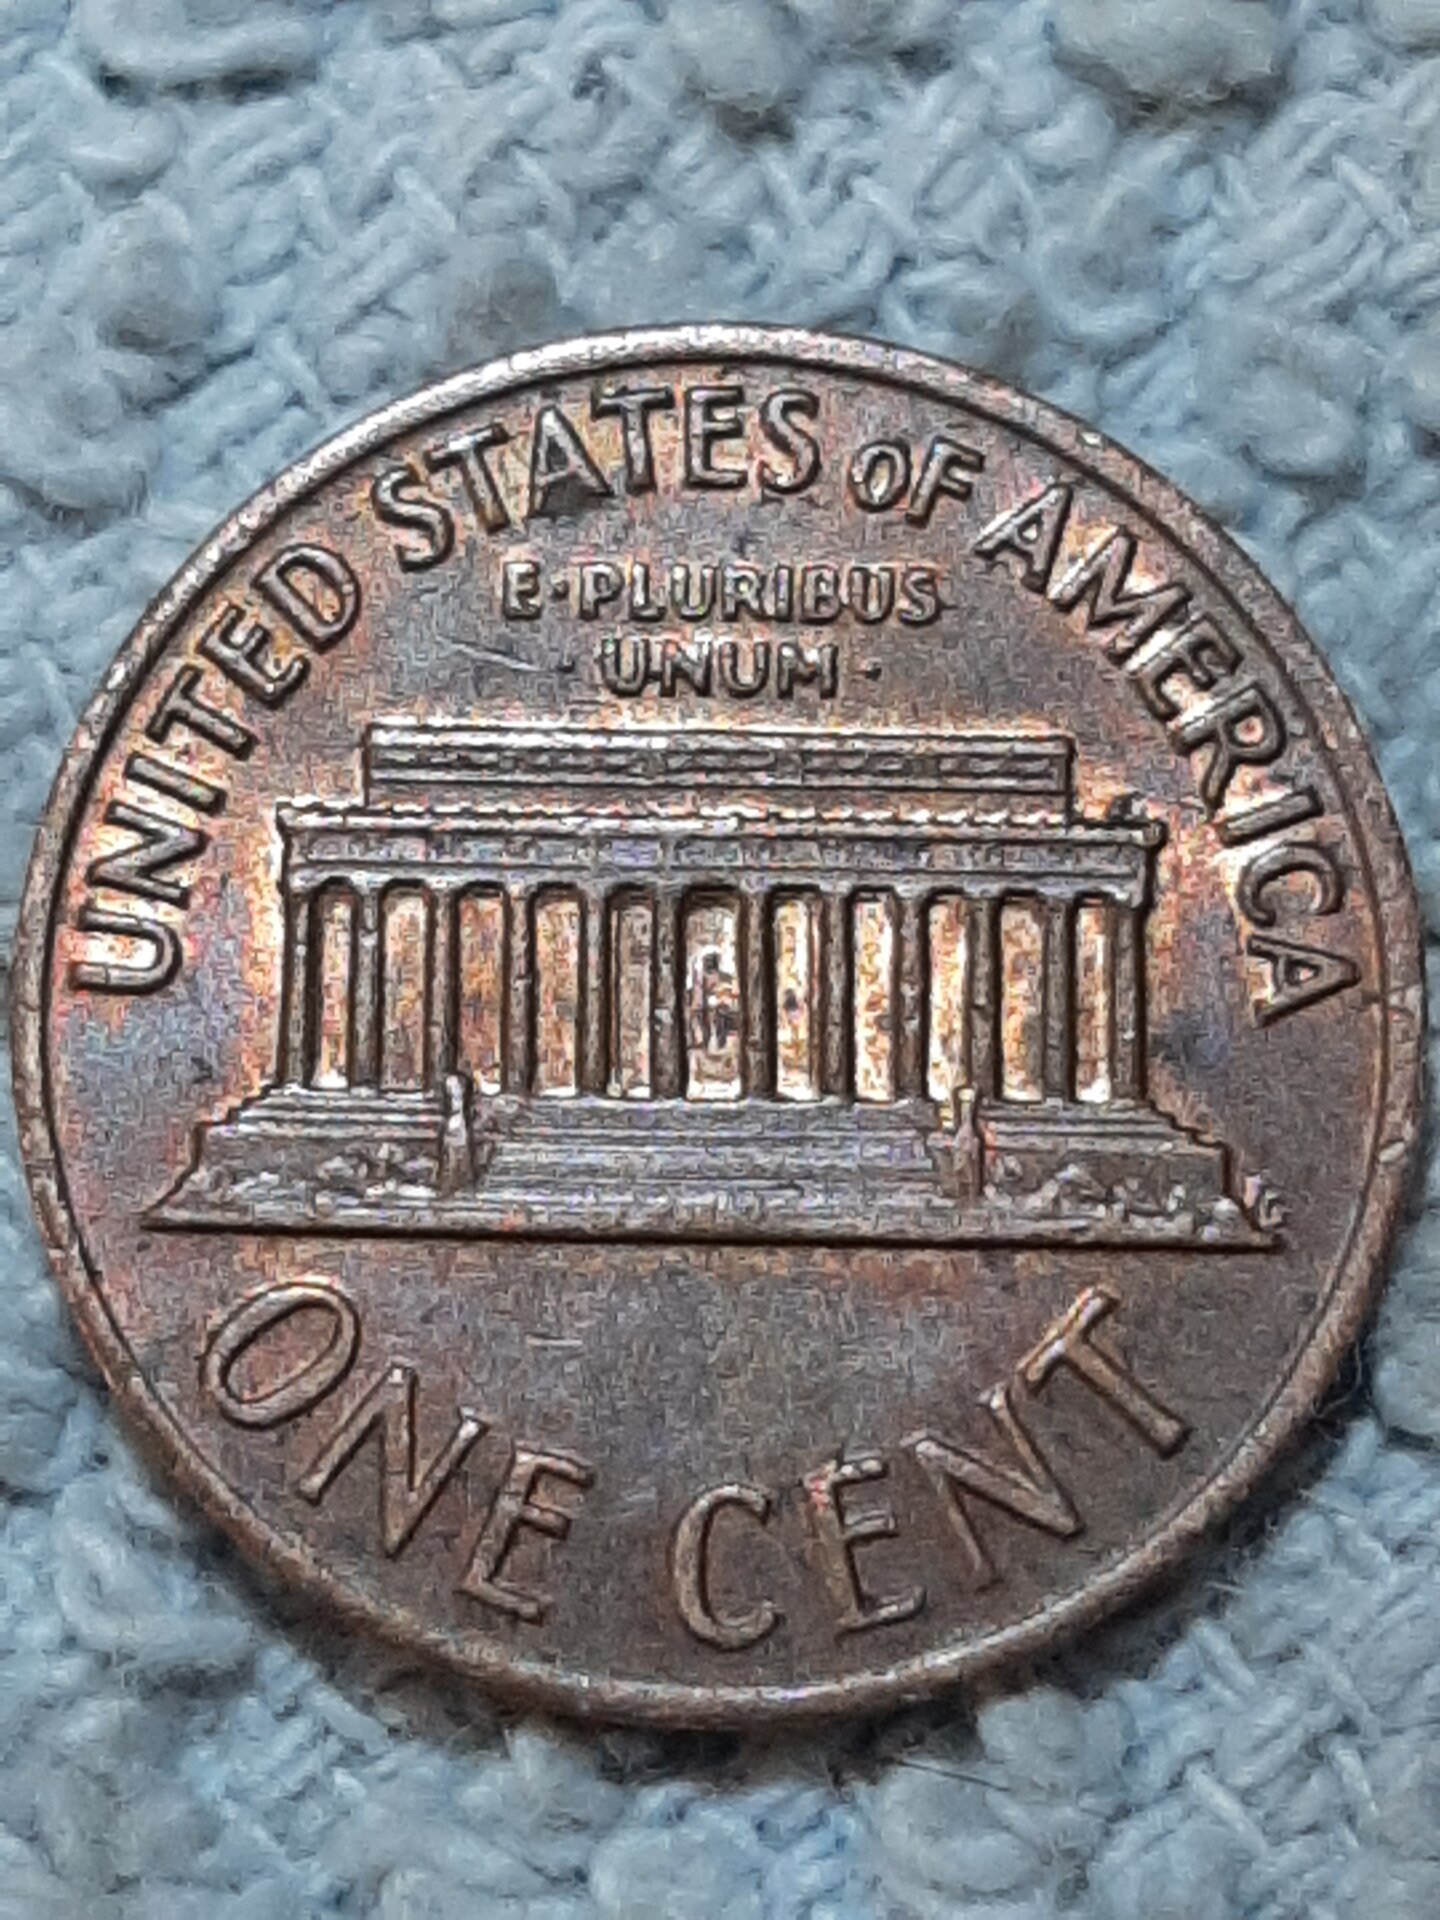 UNITED STATES OF AMERICA
E·PLURIBUS
·UNUM·
ONE CENT